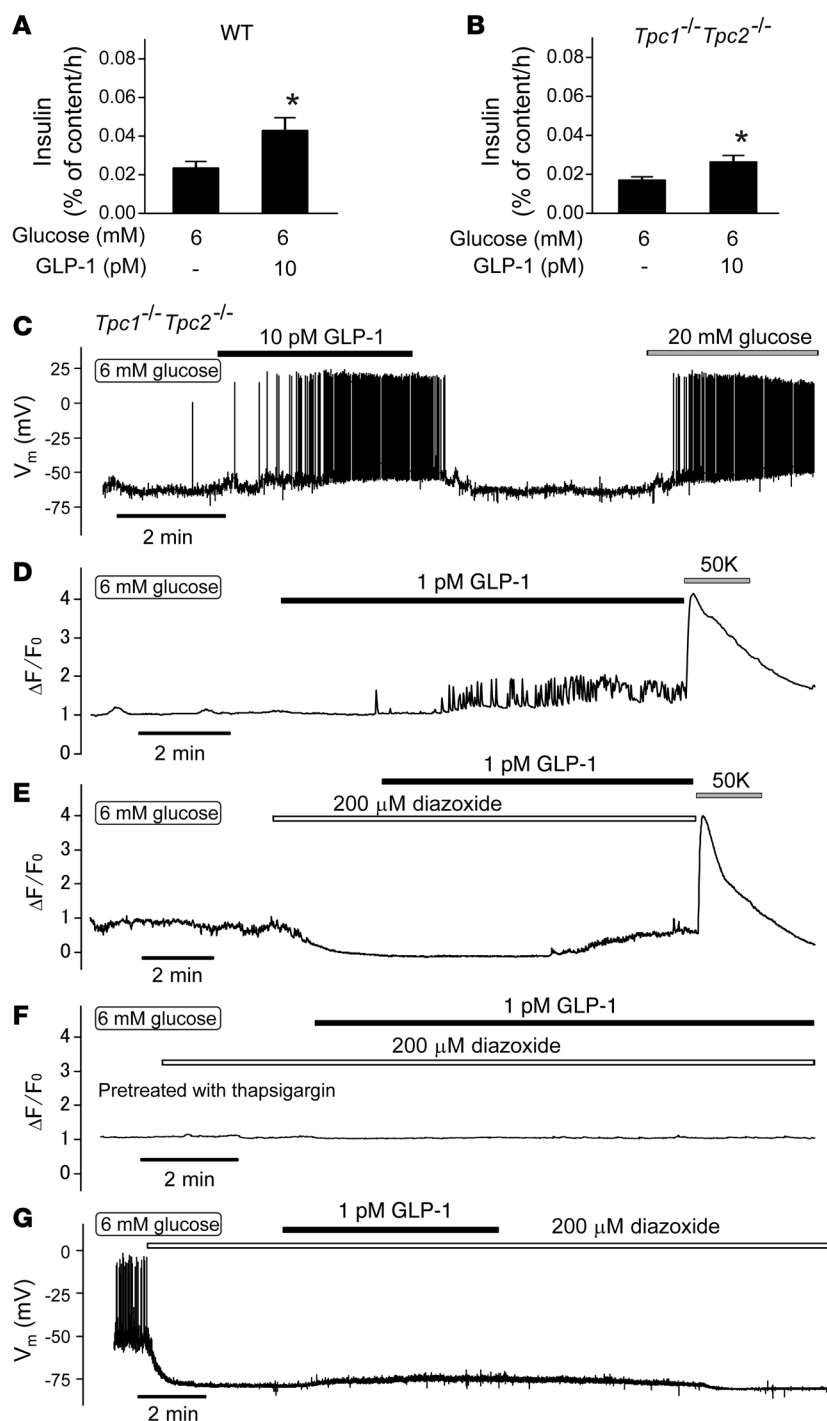 A
WT
Insulin
(% of content/h)
0.08
0.06
0.04
0.02
0.00
*
Glucose (mM) 6 6
GLP-1 (pM) - 10
B
Tpc1-/-Tpc2-/-
Insulin
(% of content/h)
0.08
0.06
0.04
0.02
0.00
*
Glucose (mM) 6 6
GLP-1 (pM) - 10
C
Tpc1-/-Tpc2-/-
10 pM GLP-1
20 mM glucose
6 mM glucose
Vm (mV)
25
0
-25
-50
-75
2 min
D
6 mM glucose
1 pM GLP-1
50K
ΔF/F0
4
3
2
1
0
2 min
E
6 mM glucose
1 pM GLP-1
50K
200 μM diazoxide
ΔF/F0
4
3
2
1
0
2 min
F
6 mM glucose
1 pM GLP-1
200 μM diazoxide
Pretreated with thapsigargin
ΔF/F0
4
3
2
1
0
2 min
G
6 mM glucose
1 pM GLP-1
200 μM diazoxide
Vm (mV)
0
-25
-50
-75
2 min